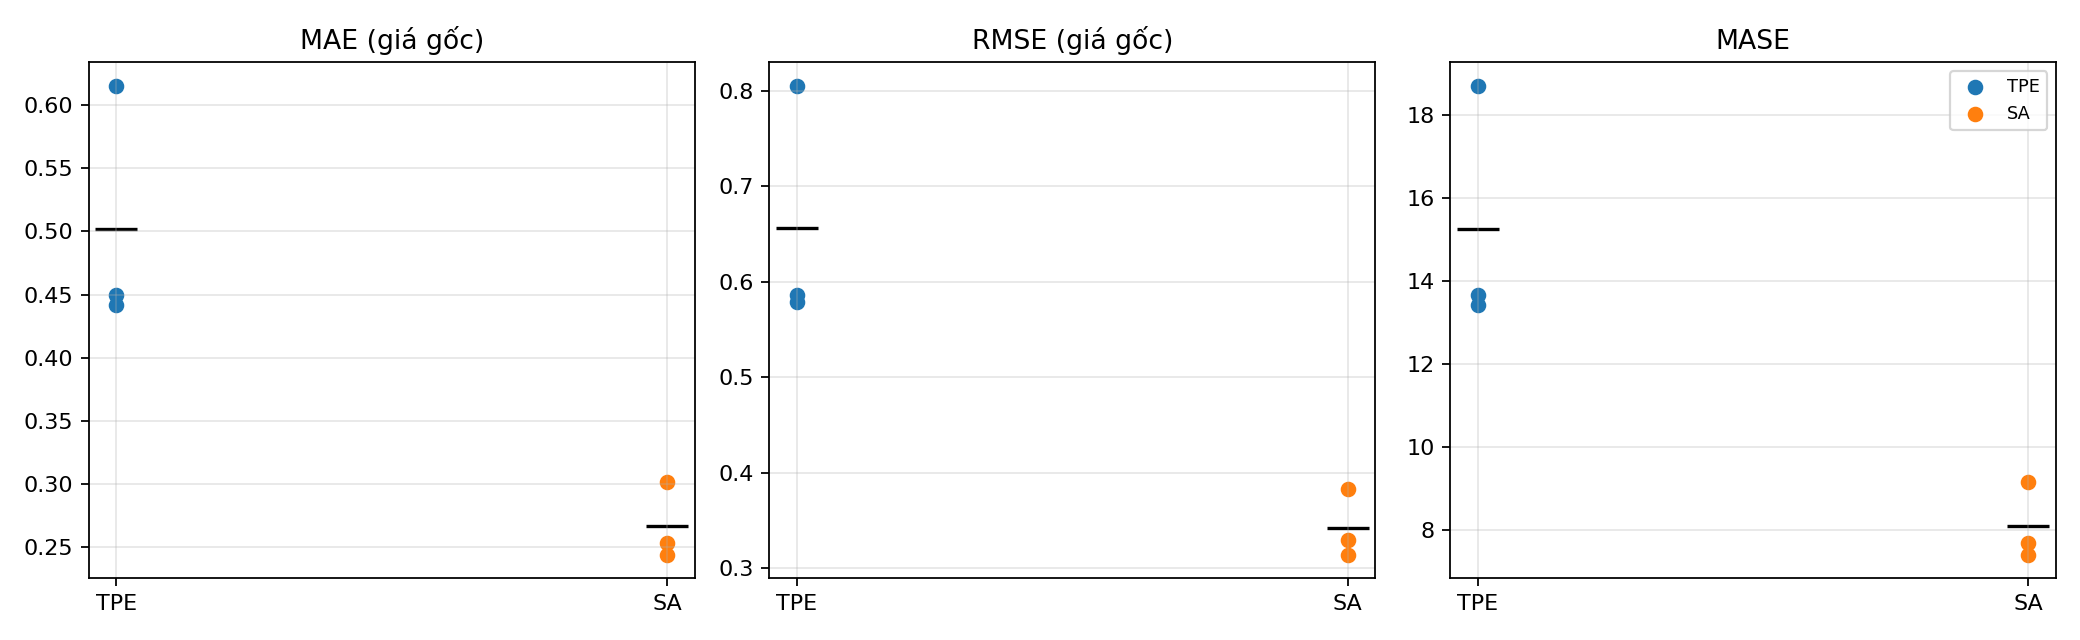 MAE (giá gốc)
0.60
0.55
0.50
0.45
0.40
0.35
0.30
0.25
TPE
SA
RMSE (giá gốc)
0.8
0.7
0.6
0.5
0.4
0.3
TPE
SA
MASE
TPE
SA
18
16
14
12
10
8
TPE
SA